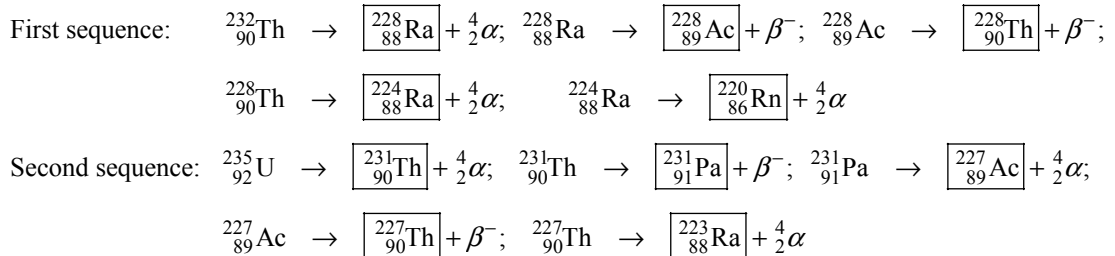 First sequence: ²³²₉₀Th → ²²⁸₈₈Ra + ⁴₂α; ²²⁸₈₈Ra → ²²⁸₈₉Ac + β⁻; ²²⁸₈₉Ac → ²²⁸₉₀Th + β⁻;
²²⁸₉₀Th → ²²⁴₈₈Ra + ⁴₂α; ²²⁴₈₈Ra → ²²⁰₈₆Rn + ⁴₂α
Second sequence: ²³⁵₉₂U → ²³¹₉₀Th + ⁴₂α; ²³¹₉₀Th → ²³¹₉₁Pa + β⁻; ²³¹₉₁Pa → ²²⁷₈₉Ac + ⁴₂α;
²²⁷₈₉Ac → ²²⁷₉₀Th + β⁻; ²²⁷₉₀Th → ²²³₈₈Ra + ⁴₂α